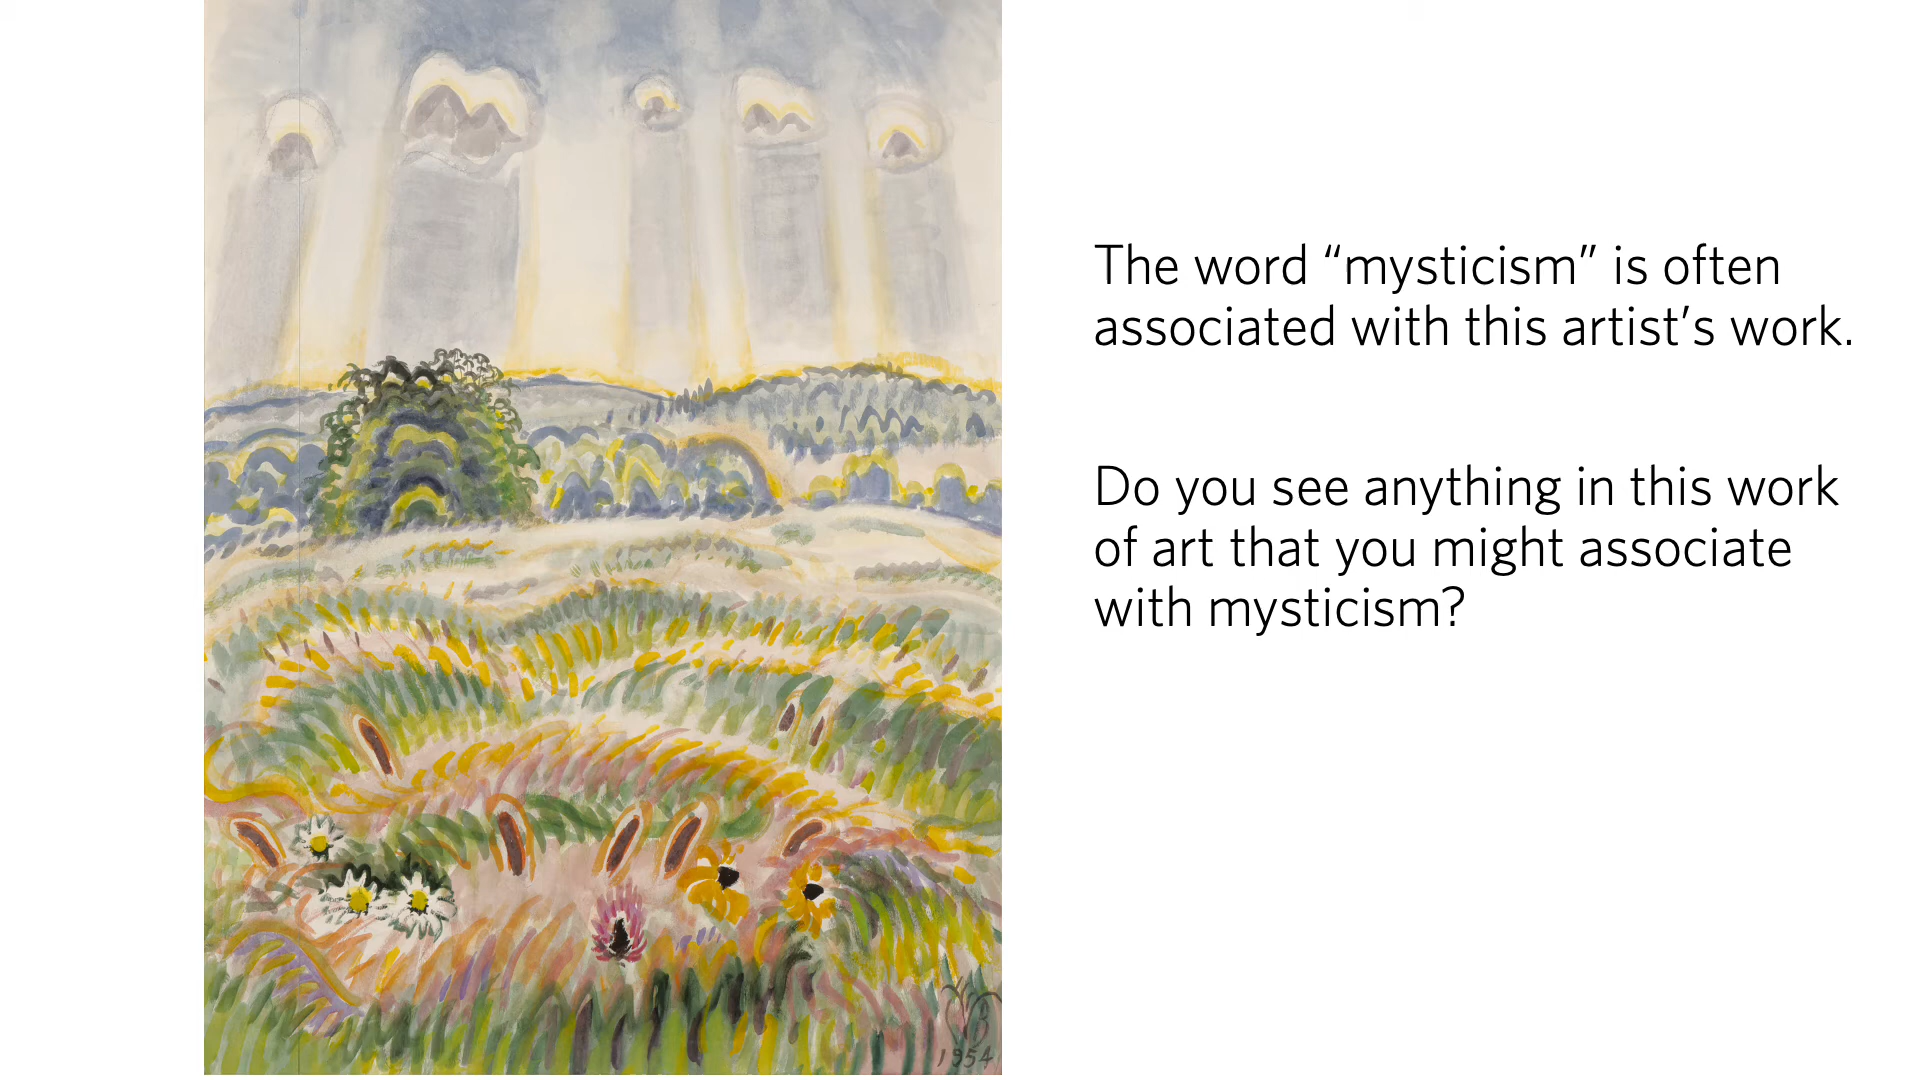 The word “mysticism” is often
associated with this artist’s work.
Do you see anything in this work
of art that you might associate
with mysticism?
B
1954